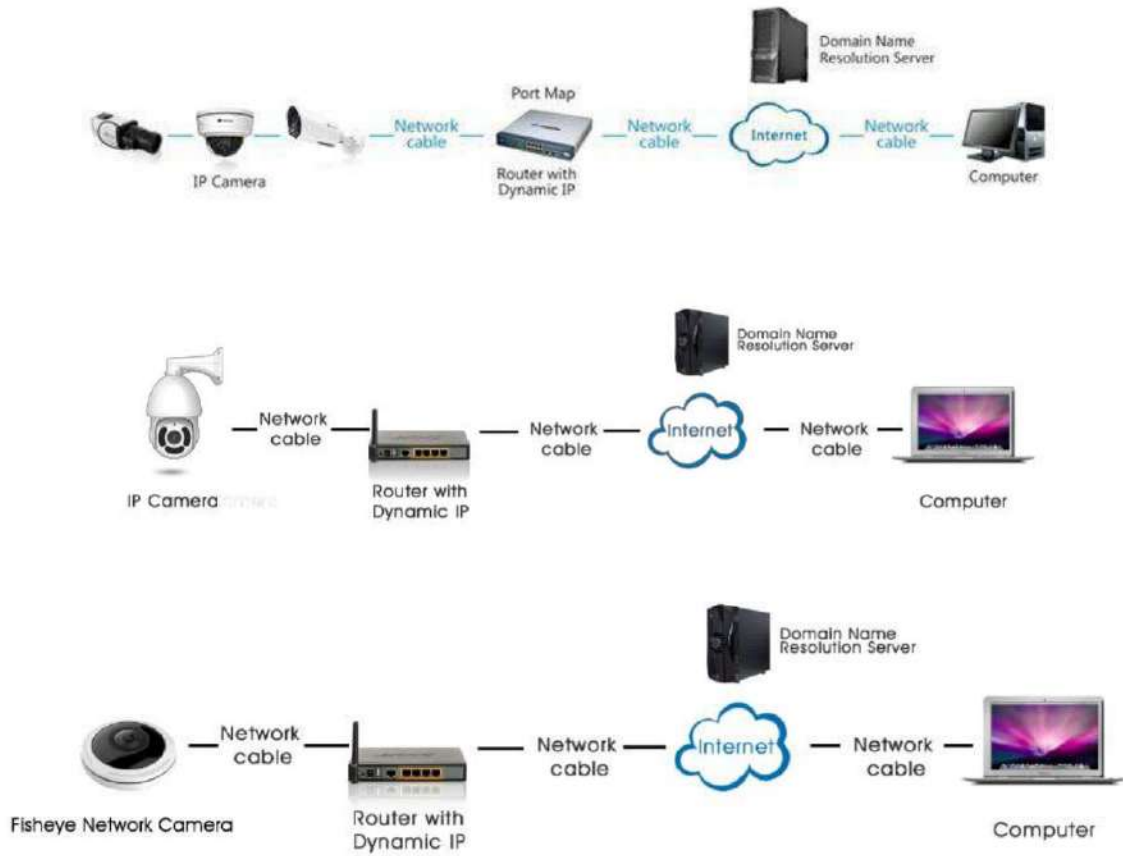 Domain Name
Resolution Server
Port Map
Network
cable
Network
cable
Internet
Network
cable
IP Camera
Router with
Dynamic IP
Computer
Domain Name
Resolution Server
Network
cable
Network
cable
Internet
Network
cable
IP Camera
Router with
Dynamic IP
Computer
Domain Name
Resolution Server
Network
cable
Network
cable
Internet
Network
cable
Fisheye Network Camera
Router with
Dynamic IP
Computer